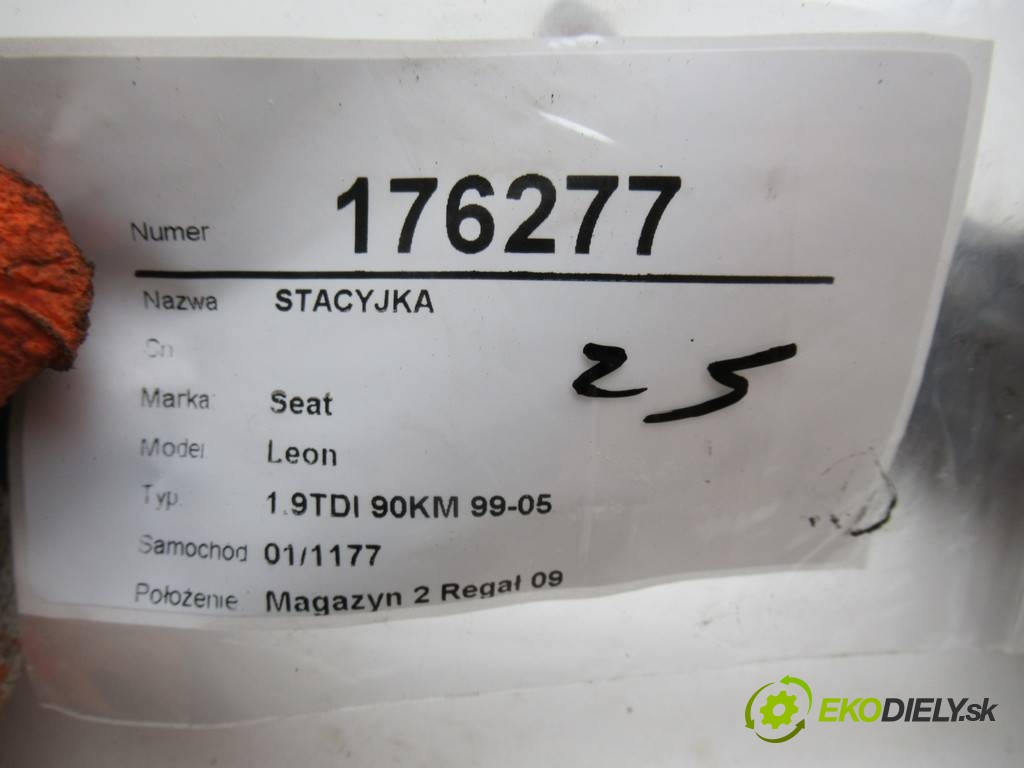 Numer 176277
Nazwa STACYJKA
Cn
25
Marka Seat
Model Leon
Typ 1.9TDI 90KM 99-05
Samochód 01/1177
Położenie Magazyn 2 Regał 09
EKODIELY.sk